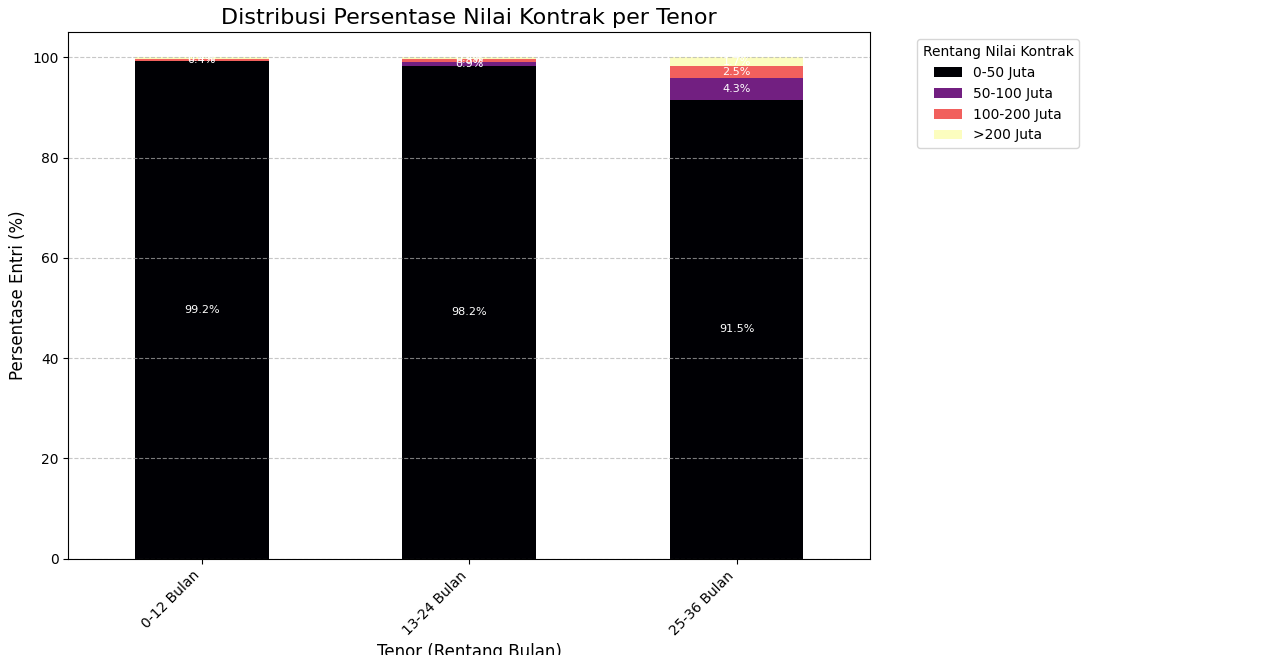 Distribusi Persentase Nilai Kontrak per Tenor
Persentase Entri (%)
100
80
60
40
20
0
0.4%
99.2%
0.9%
98.2%
2.5%
4.3%
91.5%
0-12 Bulan
13-24 Bulan
25-36 Bulan
Tenor (Rentang Bulan)
Rentang Nilai Kontrak
0-50 Juta
50-100 Juta
100-200 Juta
>200 Juta